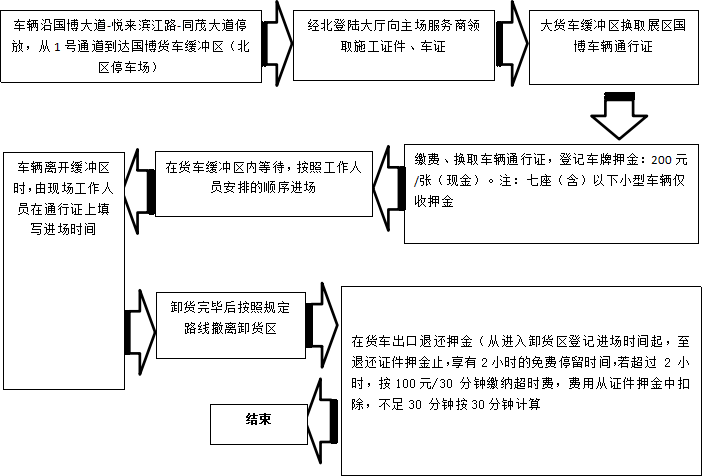 车辆沿国博大道-悦来滨江路-同茂大道停
放，从1号通道到达国博货车缓冲区（北
区停车场）
经北登陆大厅向主场服务商领
取施工证件、车证
大货车缓冲区换取展区国
博车辆通行证
缴费、换取车辆通行证，登记车牌押金：200元
/张（现金）。注：七座（含）以下小型车辆仅
收押金
在货车缓冲区内等待，按照工作人
员安排的顺序进场
车辆离开缓冲区
时，由现场工作人
员在通行证上填
写进场时间
卸货完毕后按照规定
路线撤离卸货区
在货车出口退还押金（从进入卸货区登记进场时间起，至
退还证件押金止，享有2小时的免费停留时间，若超过 2 小
时，按100元/30 分钟缴纳超时费，费用从证件押金中扣
除，不足30 分钟按30分钟计算
结束